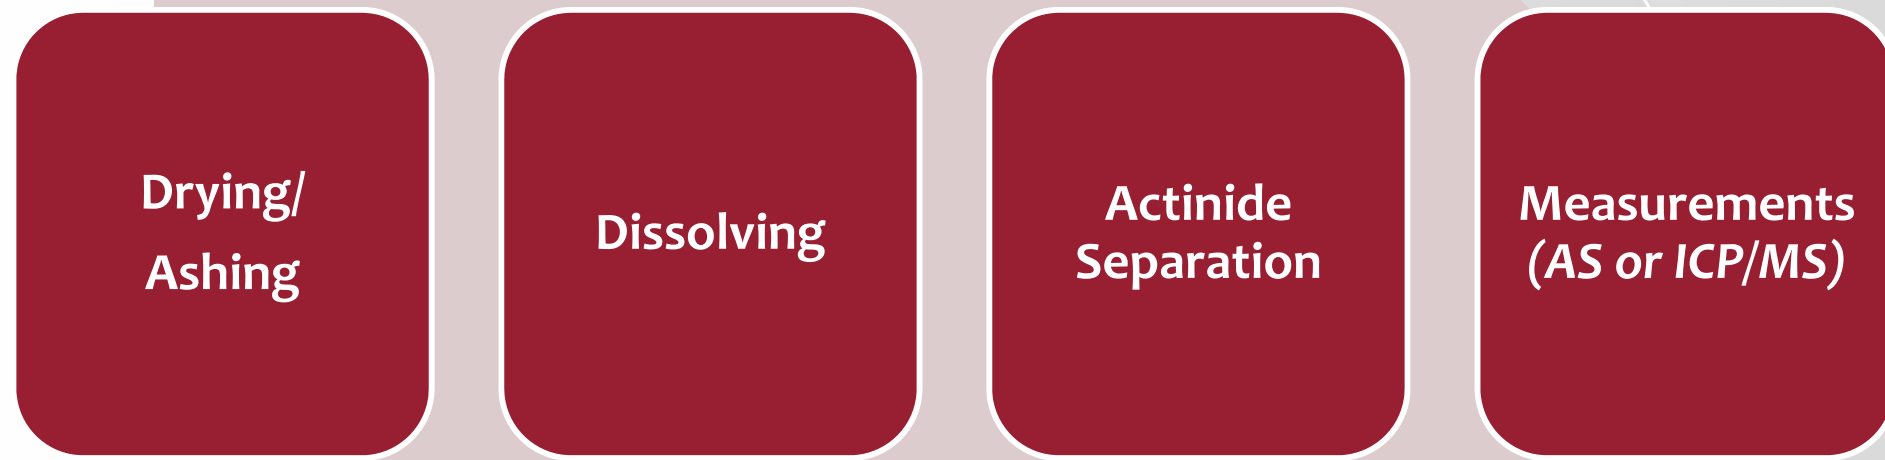 Drying/
Ashing
Dissolving
Actinide
Separation
Measurements
(AS or ICP/MS)